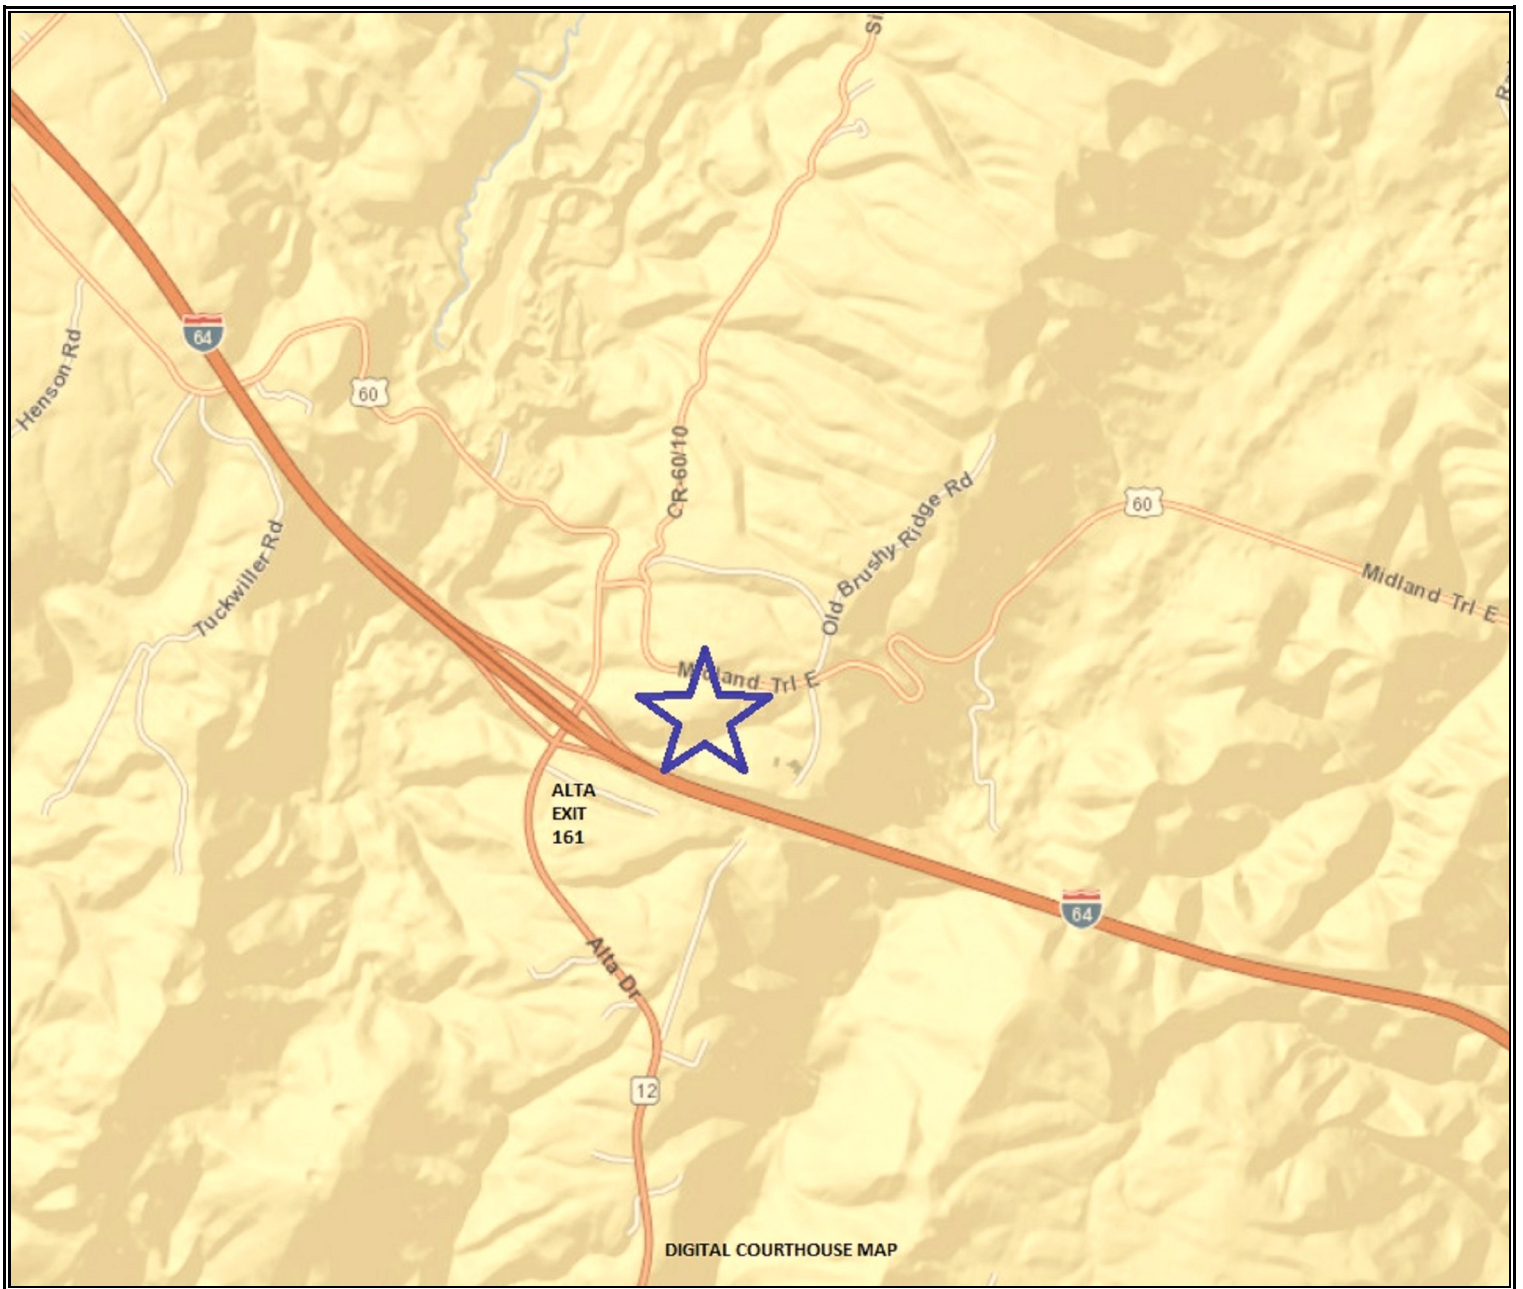 Si
64
60
Henson Rd
CR-60/10
Old Brushy Ridge Rd
60
Midland Trl E
Tuckwiller Rd
Midland Trl E
ALTA
EXIT
161
64
Alta Dr
12
DIGITAL COURTHOUSE MAP